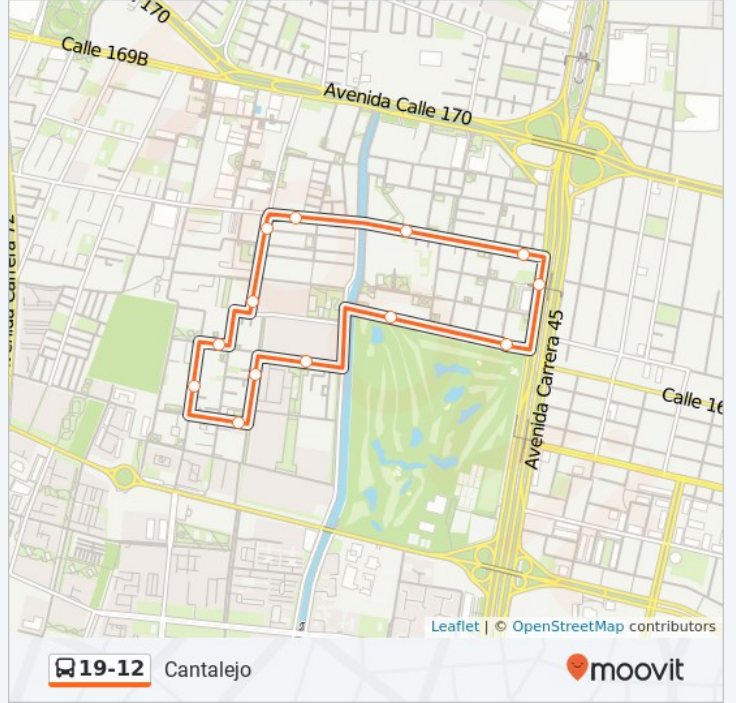 170
Calle 169B
Avenida Calle 170
Avenida Carrera 72
Avenida Carrera 45
Calle 16
Leaflet | © OpenStreetMap contributors
19-12 Cantalejo
moovit